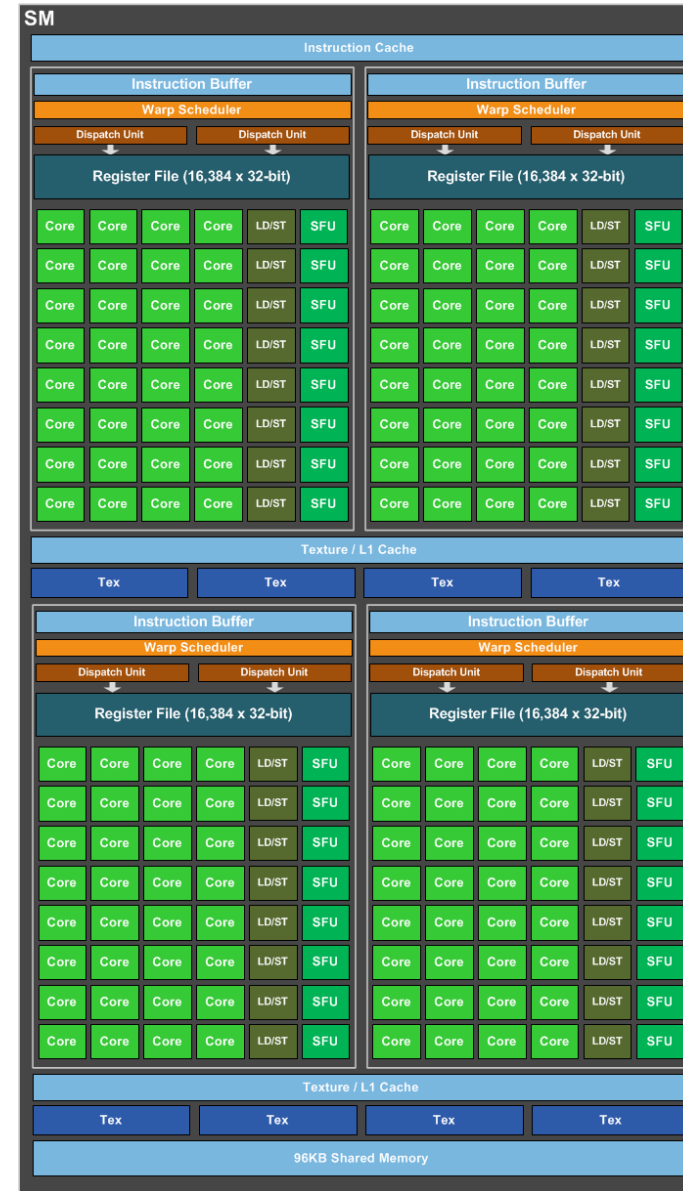 SM
Instruction Cache
Instruction Buffer Instruction Buffer
Warp Scheduler Warp Scheduler
Dispatch Unit Dispatch Unit Dispatch Unit Dispatch Unit
Register File (16,384 x 32-bit) Register File (16,384 x 32-bit)
Core Core Core Core LD/ST SFU Core Core Core Core LD/ST SFU
Core Core Core Core LD/ST SFU Core Core Core Core LD/ST SFU
Core Core Core Core LD/ST SFU Core Core Core Core LD/ST SFU
Core Core Core Core LD/ST SFU Core Core Core Core LD/ST SFU
Core Core Core Core LD/ST SFU Core Core Core Core LD/ST SFU
Core Core Core Core LD/ST SFU Core Core Core Core LD/ST SFU
Core Core Core Core LD/ST SFU Core Core Core Core LD/ST SFU
Core Core Core Core LD/ST SFU Core Core Core Core LD/ST SFU
Texture / L1 Cache
Tex Tex Tex Tex
Instruction Buffer Instruction Buffer
Warp Scheduler Warp Scheduler
Dispatch Unit Dispatch Unit Dispatch Unit Dispatch Unit
Register File (16,384 x 32-bit) Register File (16,384 x 32-bit)
Core Core Core Core LD/ST SFU Core Core Core Core LD/ST SFU
Core Core Core Core LD/ST SFU Core Core Core Core LD/ST SFU
Core Core Core Core LD/ST SFU Core Core Core Core LD/ST SFU
Core Core Core Core LD/ST SFU Core Core Core Core LD/ST SFU
Core Core Core Core LD/ST SFU Core Core Core Core LD/ST SFU
Core Core Core Core LD/ST SFU Core Core Core Core LD/ST SFU
Core Core Core Core LD/ST SFU Core Core Core Core LD/ST SFU
Core Core Core Core LD/ST SFU Core Core Core Core LD/ST SFU
Texture / L1 Cache
Tex Tex Tex Tex
96KB Shared Memory